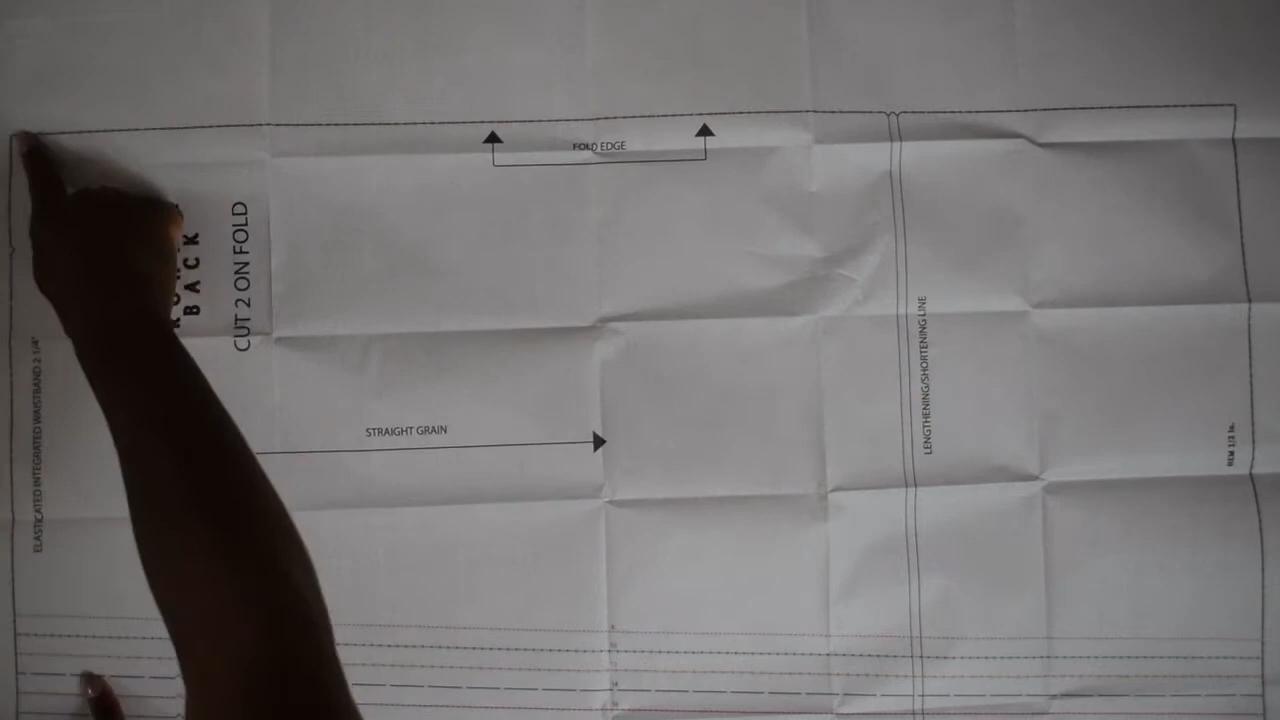 FOLD EDGE
BACK
CUT 2 ON FOLD
ELASTICATED INTEGRATED WAISTBAND 2 1/4"
STRAIGHT GRAIN
LENGTHENING/SHORTENING LINE